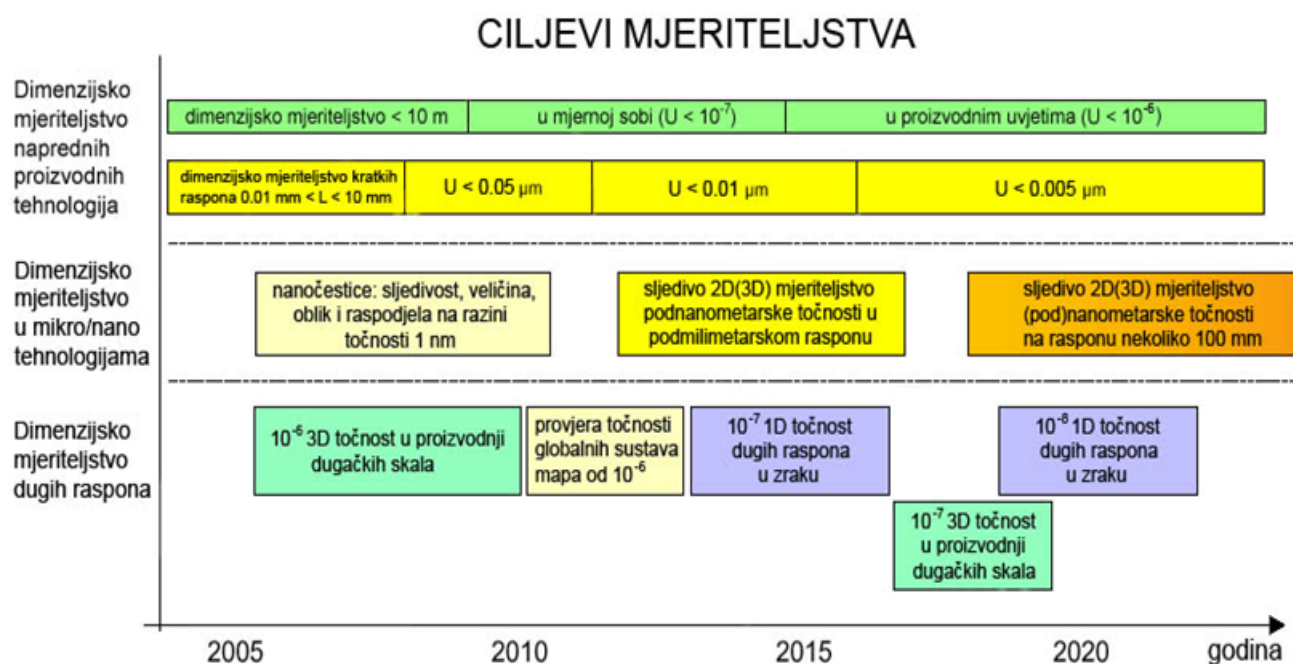 CILJEVI MJERITELJSTVA
Dimenzijsko
mjeriteljstvo
naprednih
proizvodnih
tehnologija
dimenzijsko mjeriteljstvo < 10 m
u mjernoj sobi (U < 10⁻⁷)
u proizvodnim uvjetima (U < 10⁻⁶)
dimenzijsko mjeriteljstvo kratkih
raspona 0.01 mm < L < 10 mm
U < 0.05 µm
U < 0.01 µm
U < 0.005 µm
Dimenzijsko
mjeriteljstvo
u mikro/nano
tehnologijama
nanočestice: sljedivost, veličina,
oblik i raspodjela na razini
točnosti 1 nm
sljedivo 2D(3D) mjeriteljstvo
podnanometarske točnosti u
podmilimetarskom rasponu
sljedivo 2D(3D) mjeriteljstvo
(pod)nanometarske točnosti
na rasponu nekoliko 100 mm
Dimenzijsko
mjeriteljstvo
dugih raspona
10⁻⁶ 3D točnost u proizvodnji
dugačkih skala
provjera točnosti
globalnih sustava
mapa od 10⁻⁶
10⁻⁷ 1D točnost
dugih raspona
u zraku
10⁻⁸ 1D točnost
dugih raspona
u zraku
10⁻⁷ 3D točnost
u proizvodnji
dugačkih skala
2005
2010
2015
2020
godina